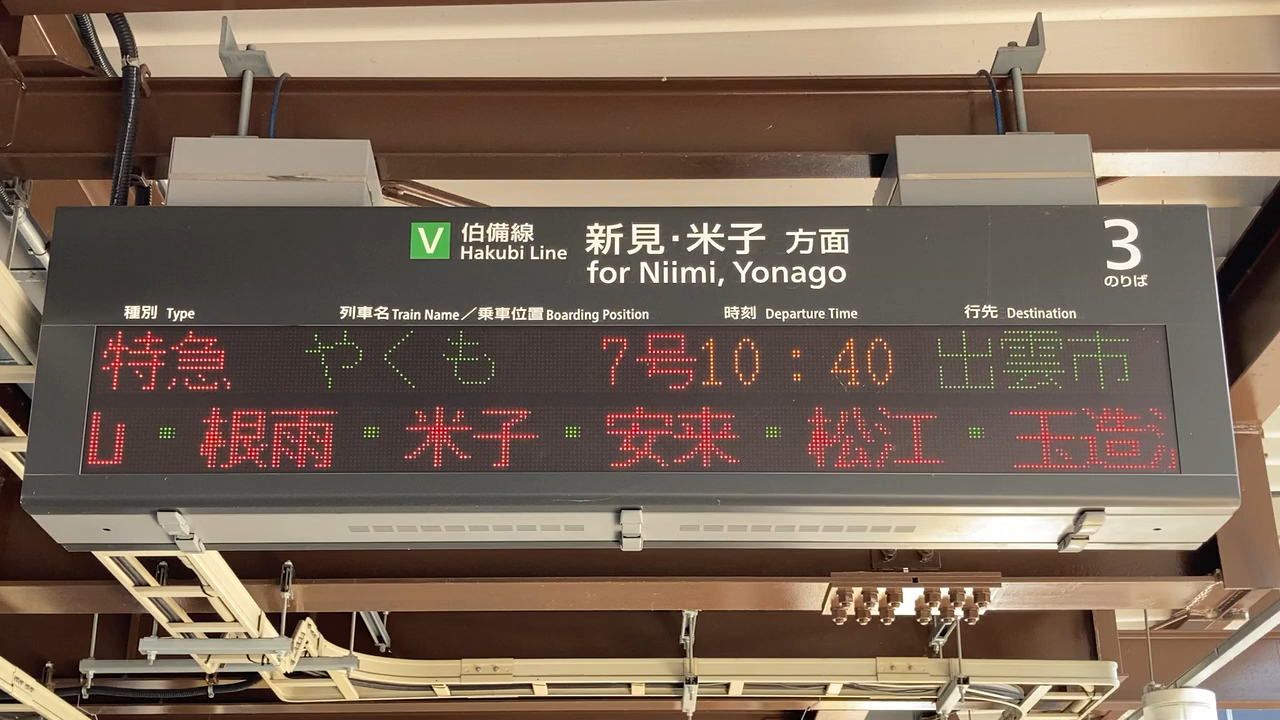 V 伯備線 新見・米子 方面 3
Hakubi Line for Niimi, Yonago のりば
種別 Type 列車名 Train Name／乗車位置 Boarding Position 時刻 Departure Time 行先 Destination
特急 やくも 7号 10:40 出雲市
・根雨・米子・安来・松江・玉造